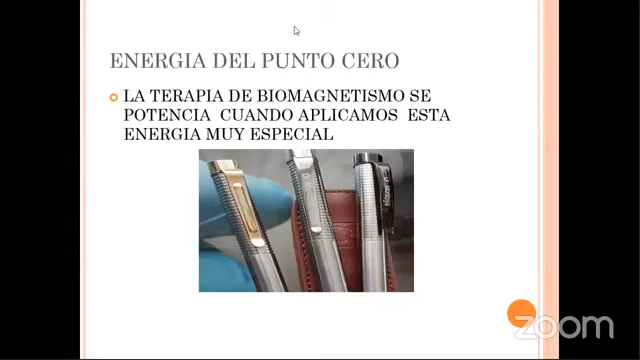 ENERGIA DEL PUNTO CERO
LA TERAPIA DE BIOMAGNETISMO SE
POTENCIA CUANDO APLICAMOS ESTA
ENERGIA MUY ESPECIAL
zoom